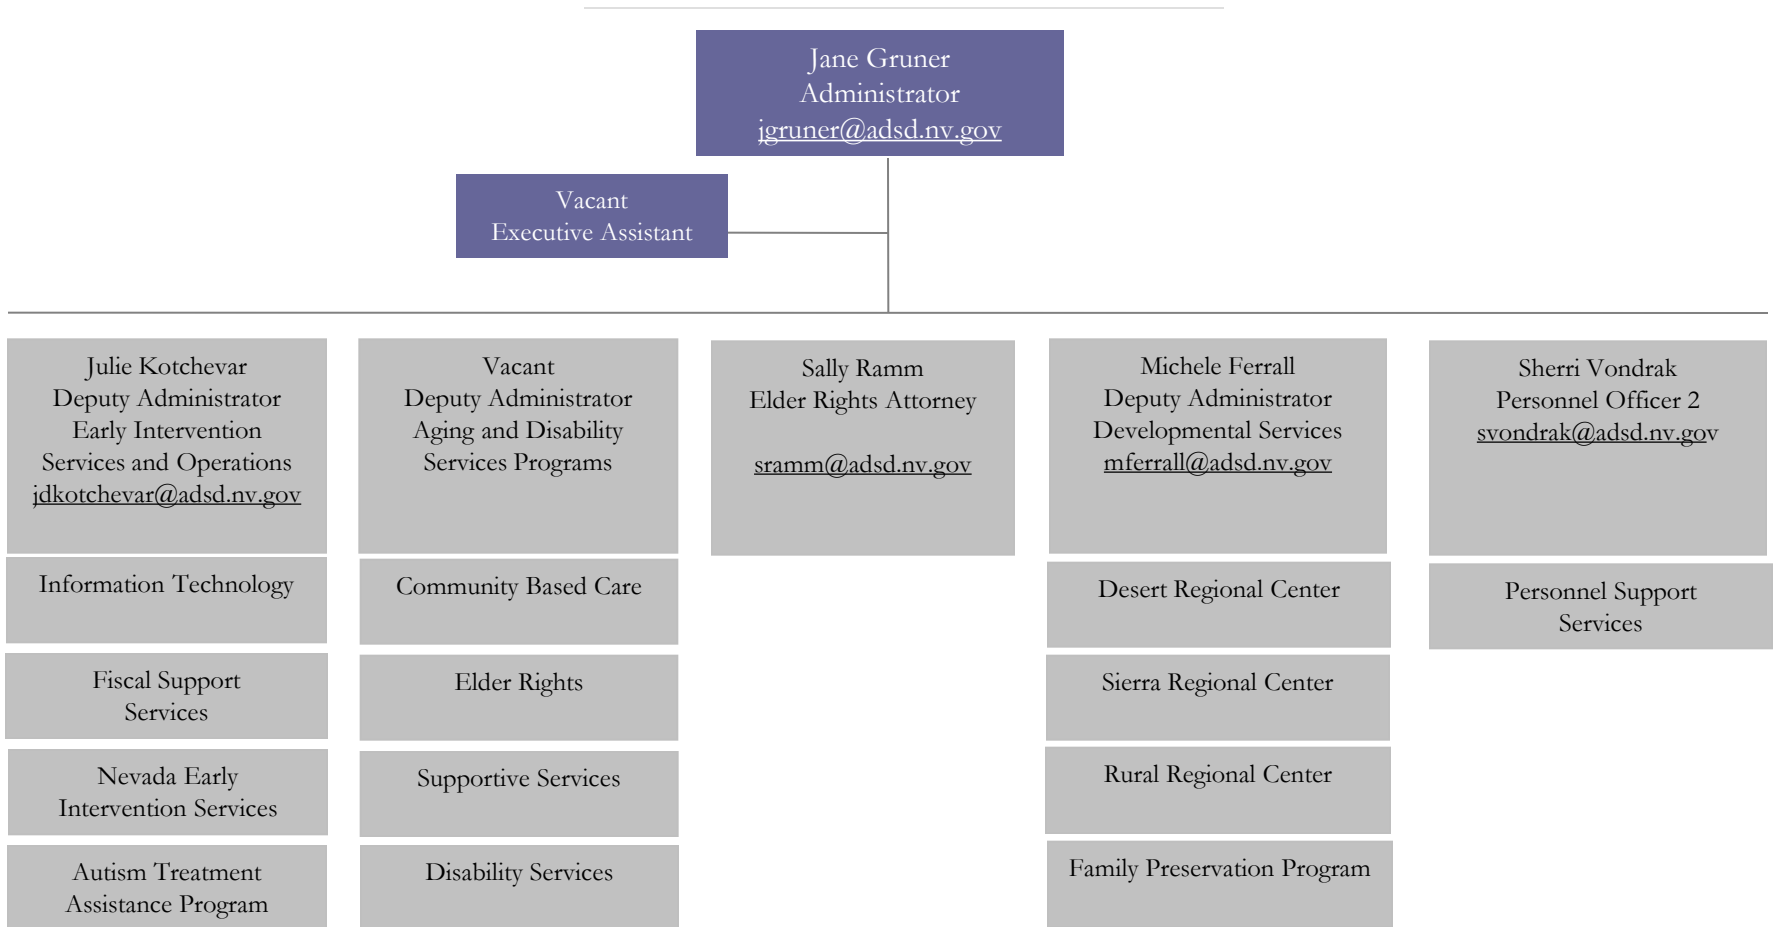 Jane Gruner
Administrator
jgruner@adsd.nv.gov
Vacant
Executive Assistant
Julie Kotchevar
Deputy Administrator
Early Intervention
Services and Operations
jdkotchevar@adsd.nv.gov
Information Technology
Fiscal Support
Services
Nevada Early
Intervention Services
Autism Treatment
Assistance Program
Vacant
Deputy Administrator
Aging and Disability
Services Programs
Community Based Care
Elder Rights
Supportive Services
Disability Services
Sally Ramm
Elder Rights Attorney
sramm@adsd.nv.gov
Michele Ferrall
Deputy Administrator
Developmental Services
mferrall@adsd.nv.gov
Desert Regional Center
Sierra Regional Center
Rural Regional Center
Family Preservation Program
Sherri Vondrak
Personnel Officer 2
svondrak@adsd.nv.gov
Personnel Support
Services